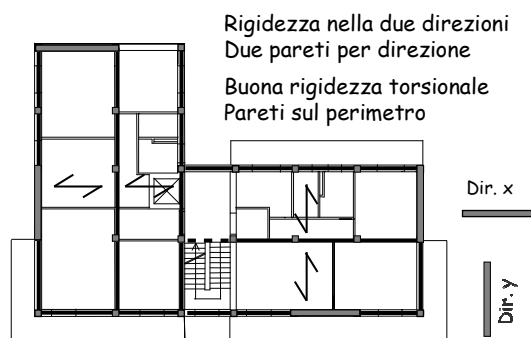 Rigidezza nella due direzioni
Due pareti per direzione
Buona rigidezza torsionale
Pareti sul perimetro
Dir. x
Dir. y